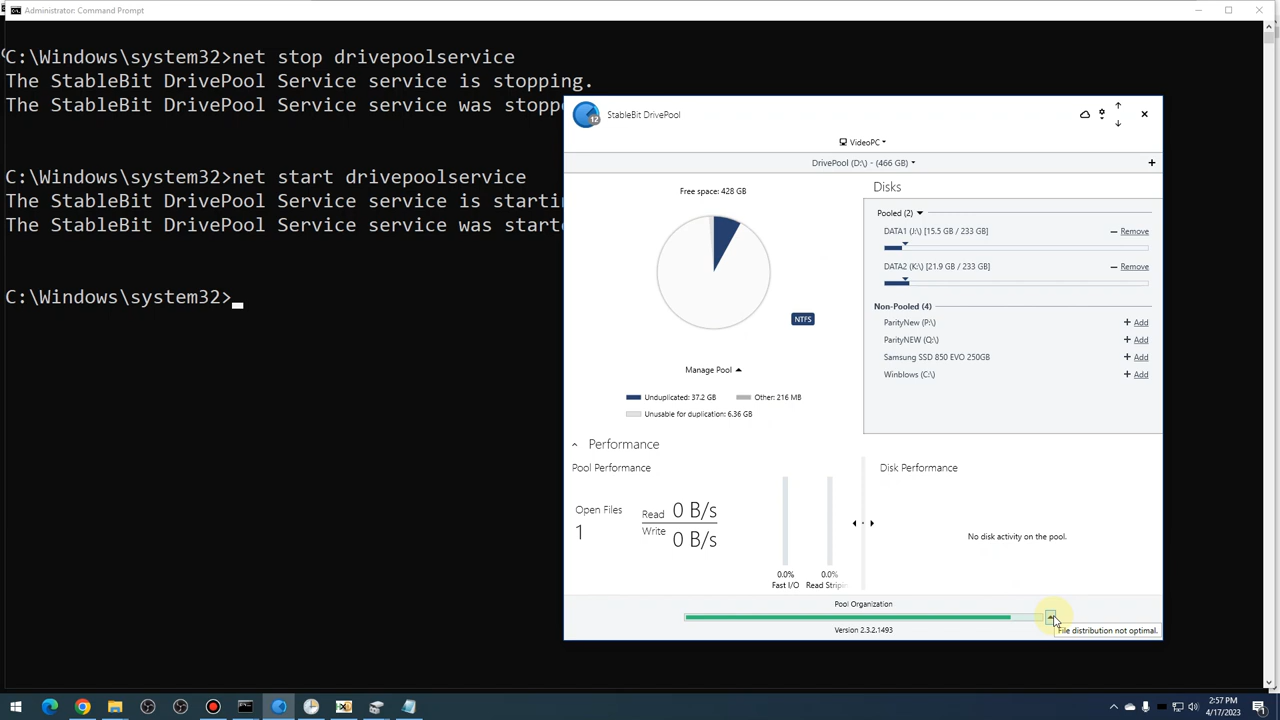 Administrator: Command Prompt
C:\Windows\system32>net stop drivepoolservice
The StableBit DrivePool Service service is stopping.
The StableBit DrivePool Service service was stopp
C:\Windows\system32>net start drivepoolservice
The StableBit DrivePool Service service is startin
The StableBit DrivePool Service service was starte
C:\Windows\system32>
12
StableBit DrivePool
VideoPC
DrivePool (D:\) - (466 GB)
Free space: 428 GB
NTFS
Manage Pool
Unduplicated: 37.2 GB
Other: 216 MB
Unusable for duplication: 6.36 GB
Disks
Pooled (2)
DATA1 (J:\) [15.5 GB / 233 GB]
Remove
DATA2 (K:\) [21.9 GB / 233 GB]
Remove
Non-Pooled (4)
ParityNew (P:\)
Add
ParityNEW (Q:\)
Add
Samsung SSD 850 EVO 250GB
Add
Winblows (C:\)
Add
Performance
Pool Performance
Open Files
1
Read 0 B/s
Write 0 B/s
0.0%
Fast I/O
0.0%
Read Stripin
Disk Performance
No disk activity on the pool.
Pool Organization
File distribution not optimal.
Version 2.3.2.1493
2:57 PM
4/17/2023
1